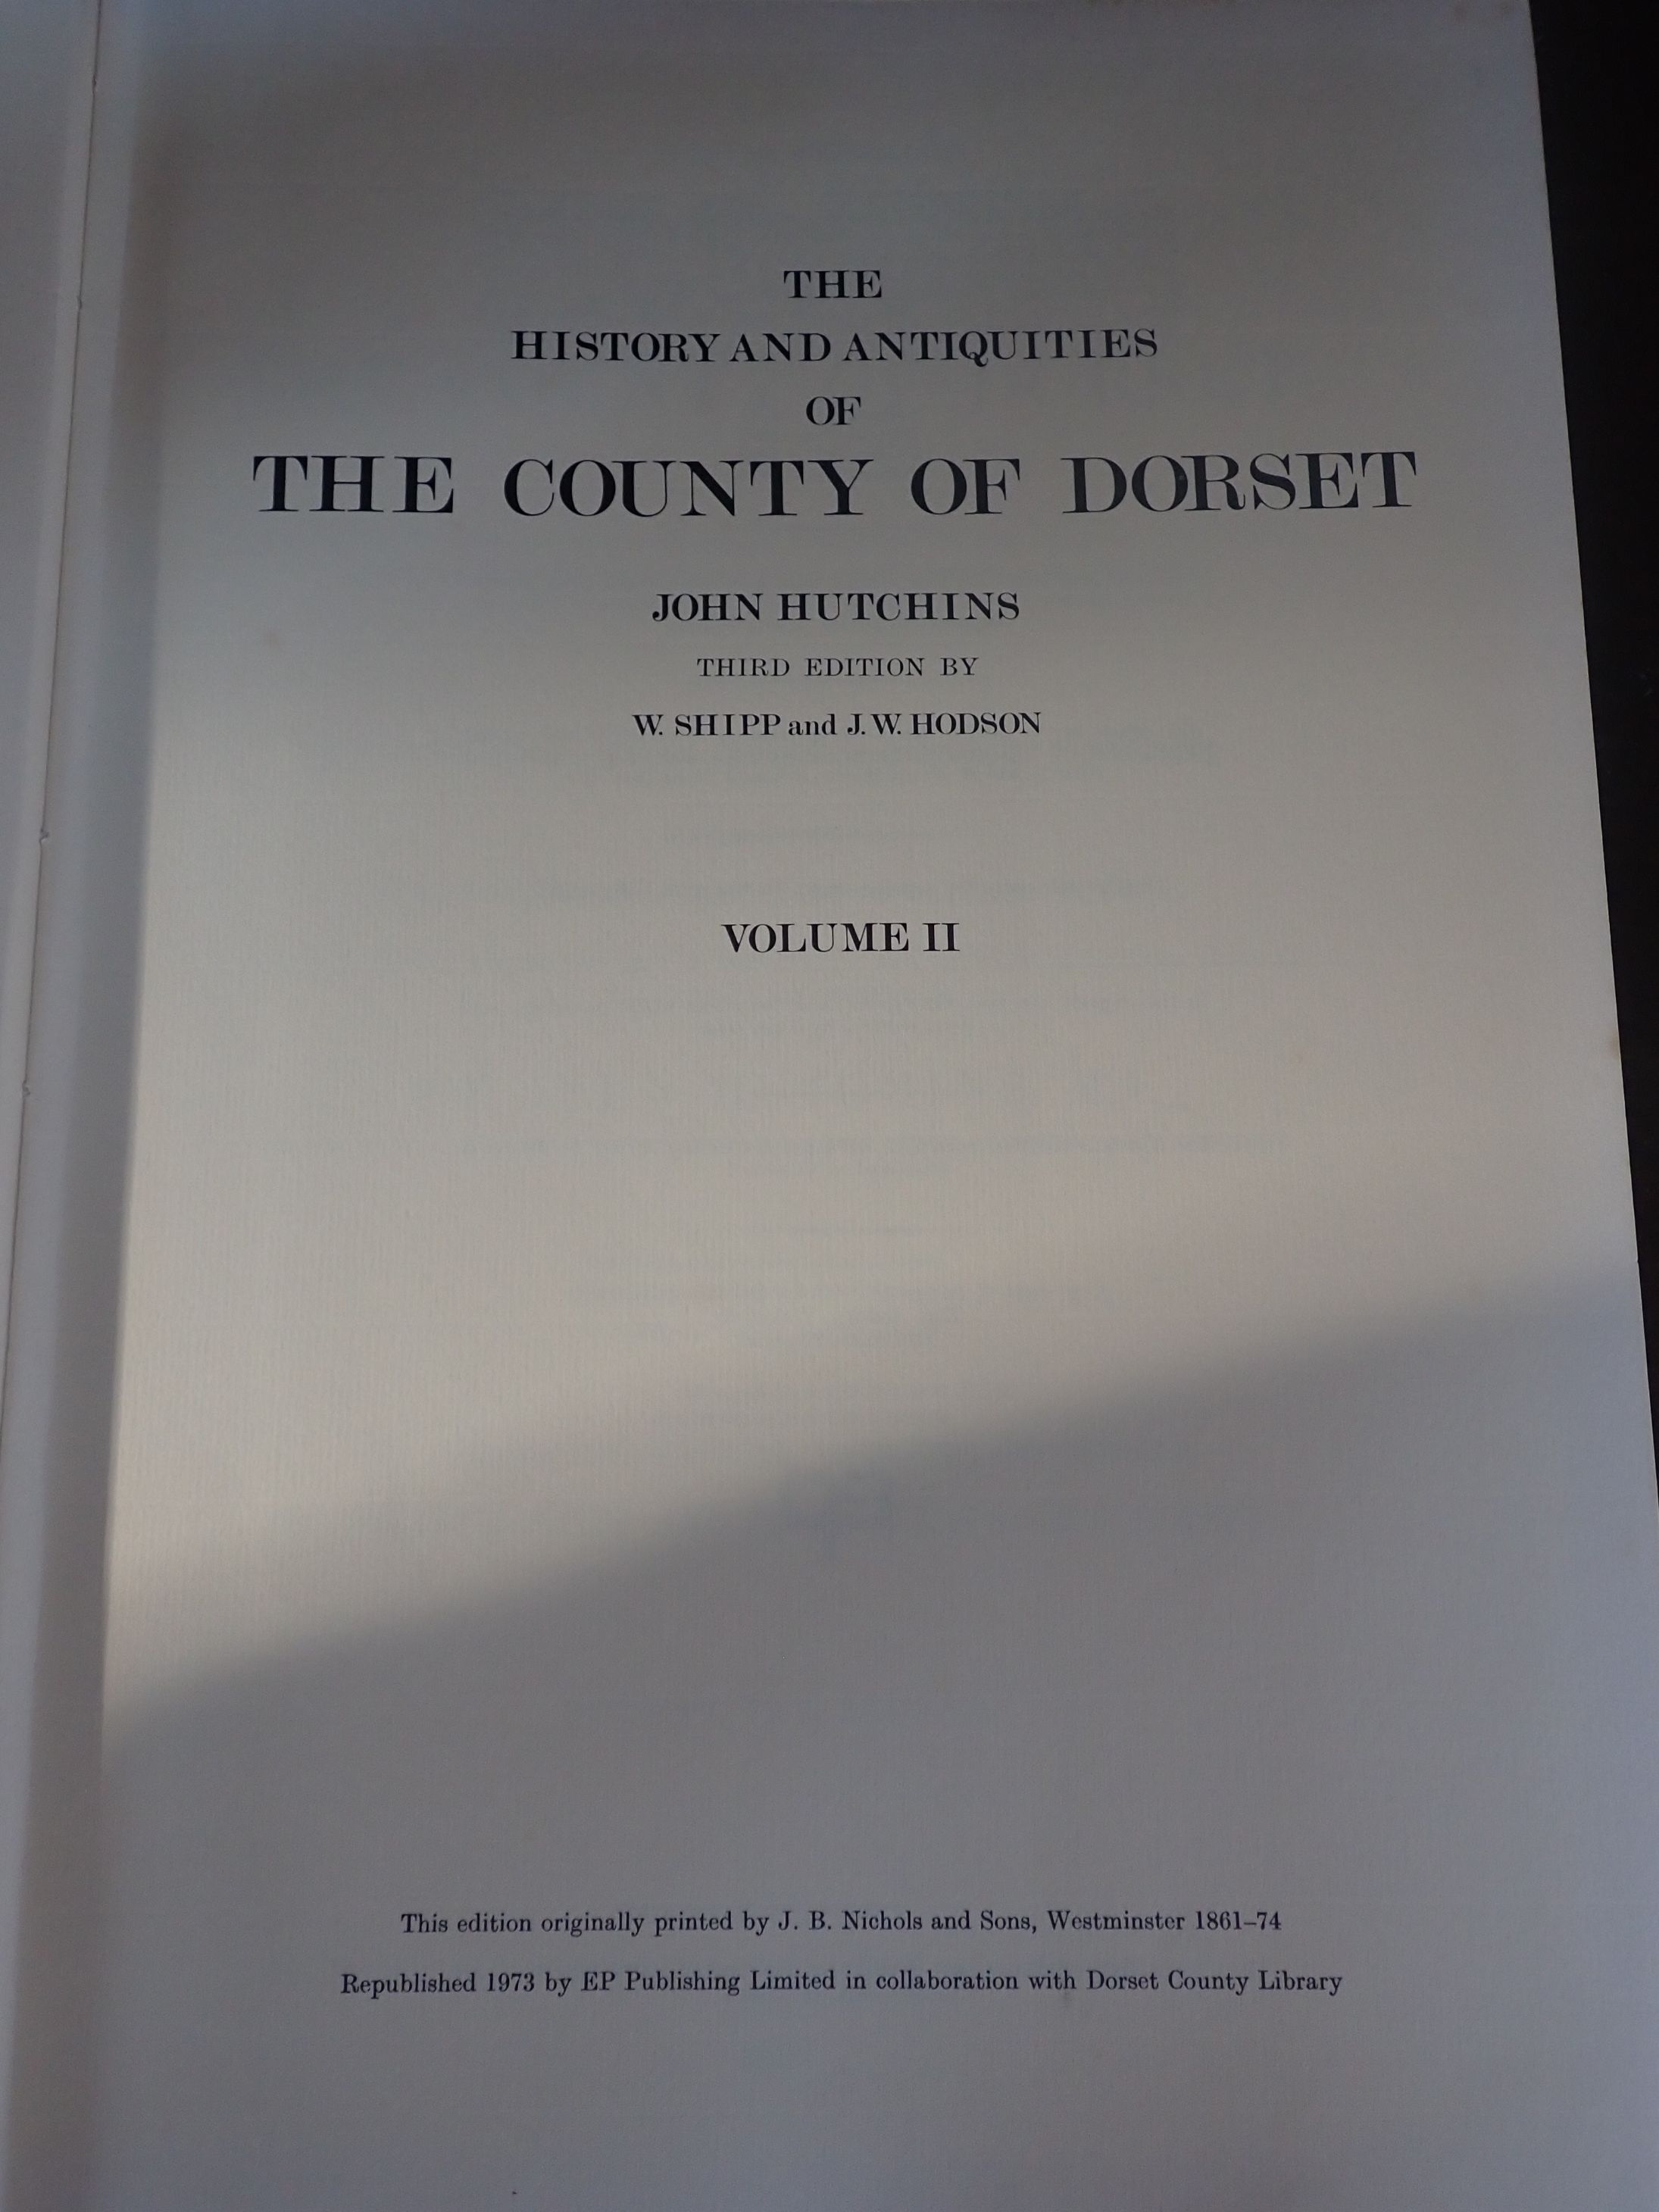 THE
HISTORY AND ANTIQUITIES
OF
THE COUNTY OF DORSET
JOHN HUTCHINS
THIRD EDITION BY
W. SHIPP and J. W. HODSON
VOLUME II
This edition originally printed by J. B. Nichols and Sons, Westminster 1861–74
Republished 1973 by EP Publishing Limited in collaboration with Dorset County Library